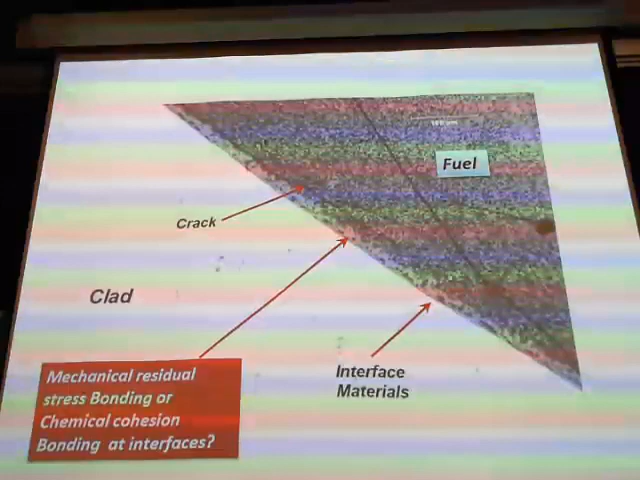 Fuel
Crack
Clad
Interface
Materials
Mechanical residual
stress Bonding or
Chemical cohesion
Bonding at interfaces?